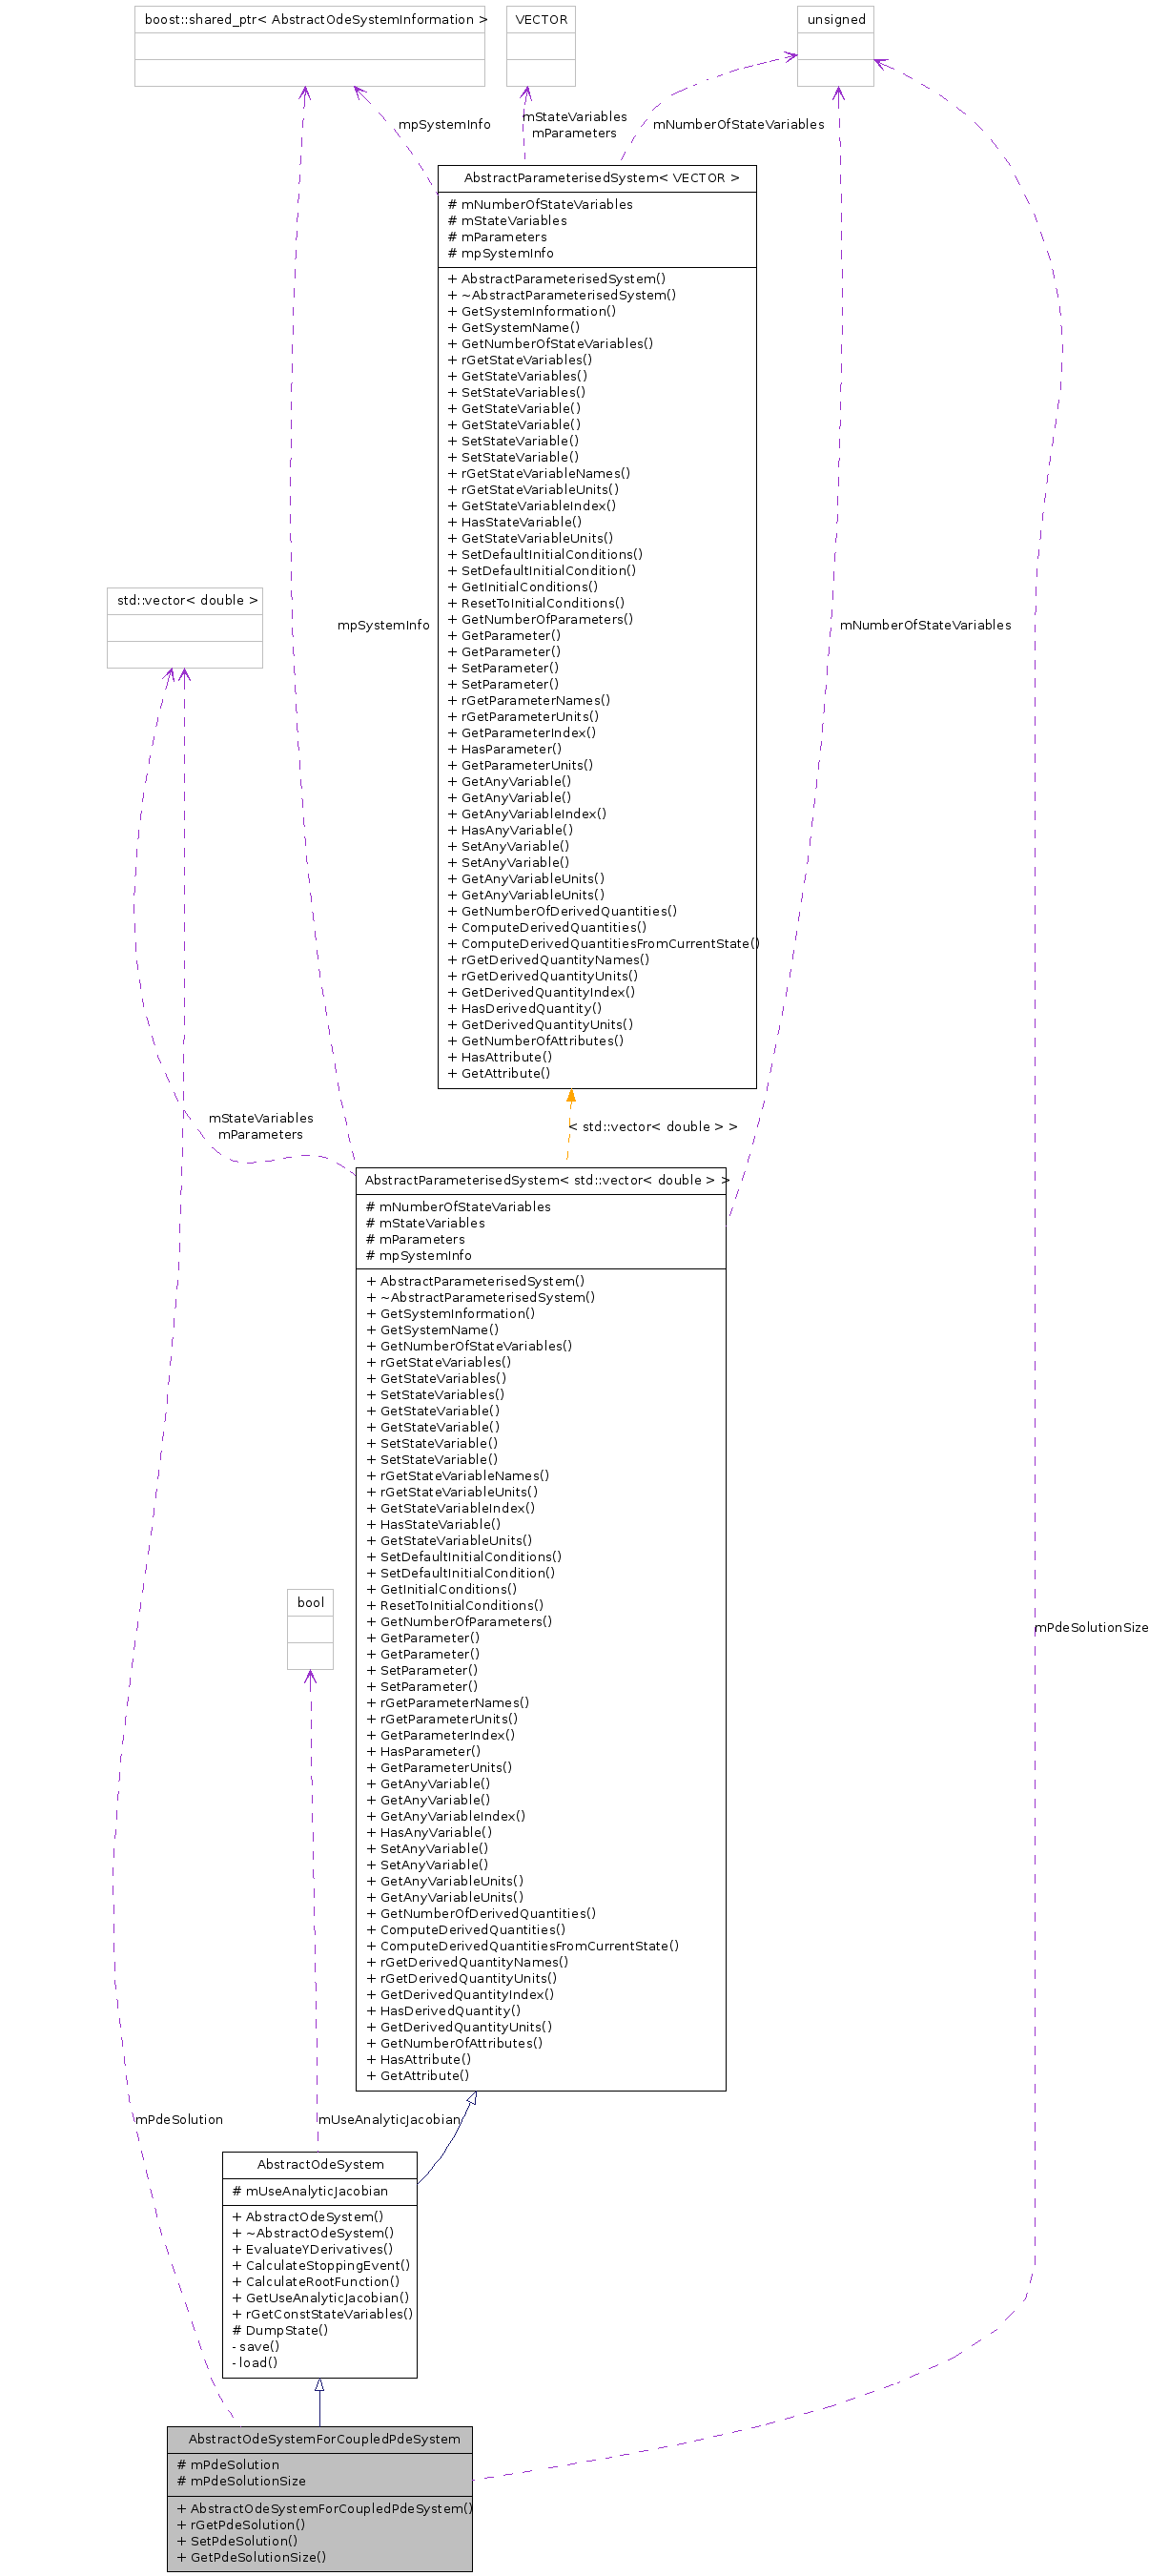 boost::shared_ptr< AbstractOdeSystemInformation >
VECTOR
unsigned
mpSystemInfo
mStateVariables
mParameters
mNumberOfStateVariables
AbstractParameterisedSystem< VECTOR >
# mNumberOfStateVariables
# mStateVariables
# mParameters
# mpSystemInfo
+ AbstractParameterisedSystem()
+ ~AbstractParameterisedSystem()
+ GetSystemInformation()
+ GetSystemName()
+ GetNumberOfStateVariables()
+ rGetStateVariables()
+ GetStateVariables()
+ SetStateVariables()
+ GetStateVariable()
+ GetStateVariable()
+ SetStateVariable()
+ SetStateVariable()
+ rGetStateVariableNames()
+ rGetStateVariableUnits()
+ GetStateVariableIndex()
+ HasStateVariable()
+ GetStateVariableUnits()
+ SetDefaultInitialConditions()
+ SetDefaultInitialCondition()
+ GetInitialConditions()
+ ResetToInitialConditions()
+ GetNumberOfParameters()
+ GetParameter()
+ GetParameter()
+ SetParameter()
+ SetParameter()
+ rGetParameterNames()
+ rGetParameterUnits()
+ GetParameterIndex()
+ HasParameter()
+ GetParameterUnits()
+ GetAnyVariable()
+ GetAnyVariable()
+ GetAnyVariableIndex()
+ HasAnyVariable()
+ SetAnyVariable()
+ SetAnyVariable()
+ GetAnyVariableUnits()
+ GetAnyVariableUnits()
+ GetNumberOfDerivedQuantities()
+ ComputeDerivedQuantities()
+ ComputeDerivedQuantitiesFromCurrentState()
+ rGetDerivedQuantityNames()
+ rGetDerivedQuantityUnits()
+ GetDerivedQuantityIndex()
+ HasDerivedQuantity()
+ GetDerivedQuantityUnits()
+ GetNumberOfAttributes()
+ HasAttribute()
+ GetAttribute()
std::vector< double >
mpSystemInfo
mNumberOfStateVariables
mStateVariables
mParameters
< std::vector< double > >
AbstractParameterisedSystem< std::vector< double > >
# mNumberOfStateVariables
# mStateVariables
# mParameters
# mpSystemInfo
+ AbstractParameterisedSystem()
+ ~AbstractParameterisedSystem()
+ GetSystemInformation()
+ GetSystemName()
+ GetNumberOfStateVariables()
+ rGetStateVariables()
+ GetStateVariables()
+ SetStateVariables()
+ GetStateVariable()
+ GetStateVariable()
+ SetStateVariable()
+ SetStateVariable()
+ rGetStateVariableNames()
+ rGetStateVariableUnits()
+ GetStateVariableIndex()
+ HasStateVariable()
+ GetStateVariableUnits()
+ SetDefaultInitialConditions()
+ SetDefaultInitialCondition()
+ GetInitialConditions()
+ ResetToInitialConditions()
+ GetNumberOfParameters()
+ GetParameter()
+ GetParameter()
+ SetParameter()
+ SetParameter()
+ rGetParameterNames()
+ rGetParameterUnits()
+ GetParameterIndex()
+ HasParameter()
+ GetParameterUnits()
+ GetAnyVariable()
+ GetAnyVariable()
+ GetAnyVariableIndex()
+ HasAnyVariable()
+ SetAnyVariable()
+ SetAnyVariable()
+ GetAnyVariableUnits()
+ GetAnyVariableUnits()
+ GetNumberOfDerivedQuantities()
+ ComputeDerivedQuantities()
+ ComputeDerivedQuantitiesFromCurrentState()
+ rGetDerivedQuantityNames()
+ rGetDerivedQuantityUnits()
+ GetDerivedQuantityIndex()
+ HasDerivedQuantity()
+ GetDerivedQuantityUnits()
+ GetNumberOfAttributes()
+ HasAttribute()
+ GetAttribute()
bool
mPdeSolutionSize
mPdeSolution
mUseAnalyticJacobian
AbstractOdeSystem
# mUseAnalyticJacobian
+ AbstractOdeSystem()
+ ~AbstractOdeSystem()
+ EvaluateYDerivatives()
+ CalculateStoppingEvent()
+ CalculateRootFunction()
+ GetUseAnalyticJacobian()
+ rGetConstStateVariables()
# DumpState()
- save()
- load()
AbstractOdeSystemForCoupledPdeSystem
# mPdeSolution
# mPdeSolutionSize
+ AbstractOdeSystemForCoupledPdeSystem()
+ rGetPdeSolution()
+ SetPdeSolution()
+ GetPdeSolutionSize()